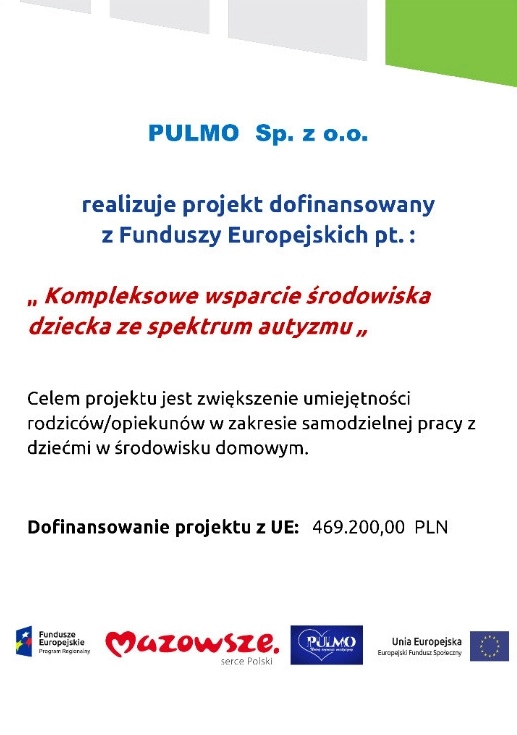 PULMO Sp. z o.o.
realizuje projekt dofinansowany
z Funduszy Europejskich pt. :
„ Kompleksowe wsparcie środowiska
dziecka ze spektrum autyzmu „
Celem projektu jest zwiększenie umiejętności
rodziców/opiekunów w zakresie samodzielnej pracy z
dziećmi w środowisku domowym.
Dofinansowanie projektu z UE: 469.200,00 PLN
Fundusze
Europejskie
Program Regionalny
Mazowsze.
serce Polski
PULMO
Unia Europejska
Europejski Fundusz Społeczny